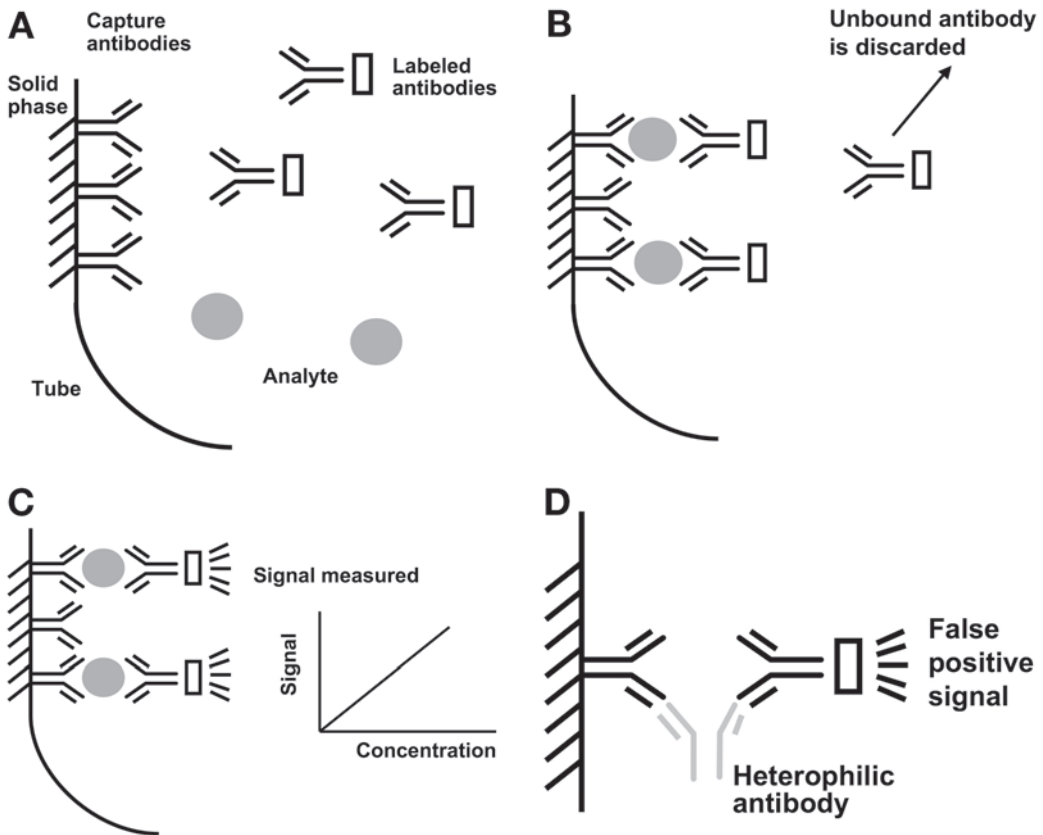 A
Capture
antibodies
Solid
phase
Labeled
antibodies
Analyte
Tube
B
Unbound antibody
is discarded
C
Signal measured
Signal
Concentration
D
False
positive
signal
Heterophilic
antibody